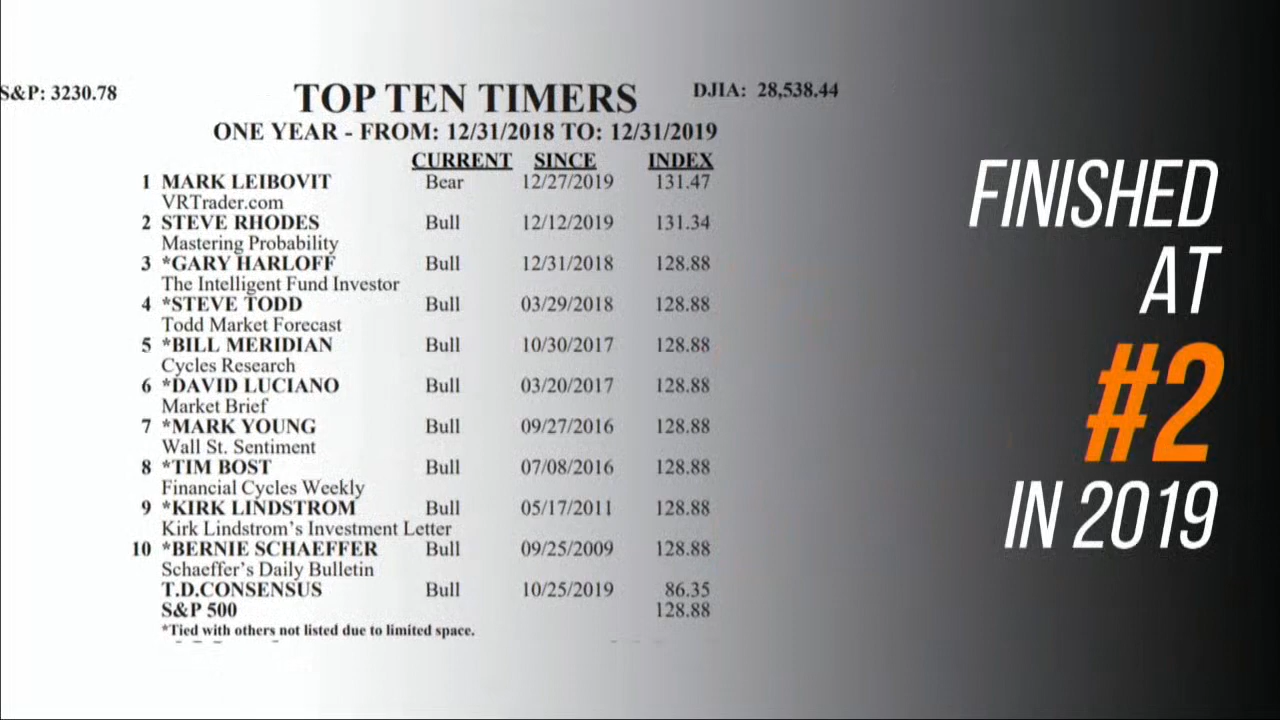 S&P: 3230.78
TOP TEN TIMERS
DJIA: 28,538.44
ONE YEAR - FROM: 12/31/2018 TO: 12/31/2019
CURRENT SINCE INDEX
1 MARK LEIBOVIT Bear 12/27/2019 131.47
VRTrader.com
2 STEVE RHODES Bull 12/12/2019 131.34
Mastering Probability
3 *GARY HARLOFF Bull 12/31/2018 128.88
The Intelligent Fund Investor
4 *STEVE TODD Bull 03/29/2018 128.88
Todd Market Forecast
5 *BILL MERIDIAN Bull 10/30/2017 128.88
Cycles Research
6 *DAVID LUCIANO Bull 03/20/2017 128.88
Market Brief
7 *MARK YOUNG Bull 09/27/2016 128.88
Wall St. Sentiment
8 *TIM BOST Bull 07/08/2016 128.88
Financial Cycles Weekly
9 *KIRK LINDSTROM Bull 05/17/2011 128.88
Kirk Lindstrom's Investment Letter
10 *BERNIE SCHAEFFER Bull 09/25/2009 128.88
Schaeffer's Daily Bulletin
T.D.CONSENSUS Bull 10/25/2019 86.35
S&P 500 128.88
*Tied with others not listed due to limited space.
FINISHED
AT
#2
IN 2019